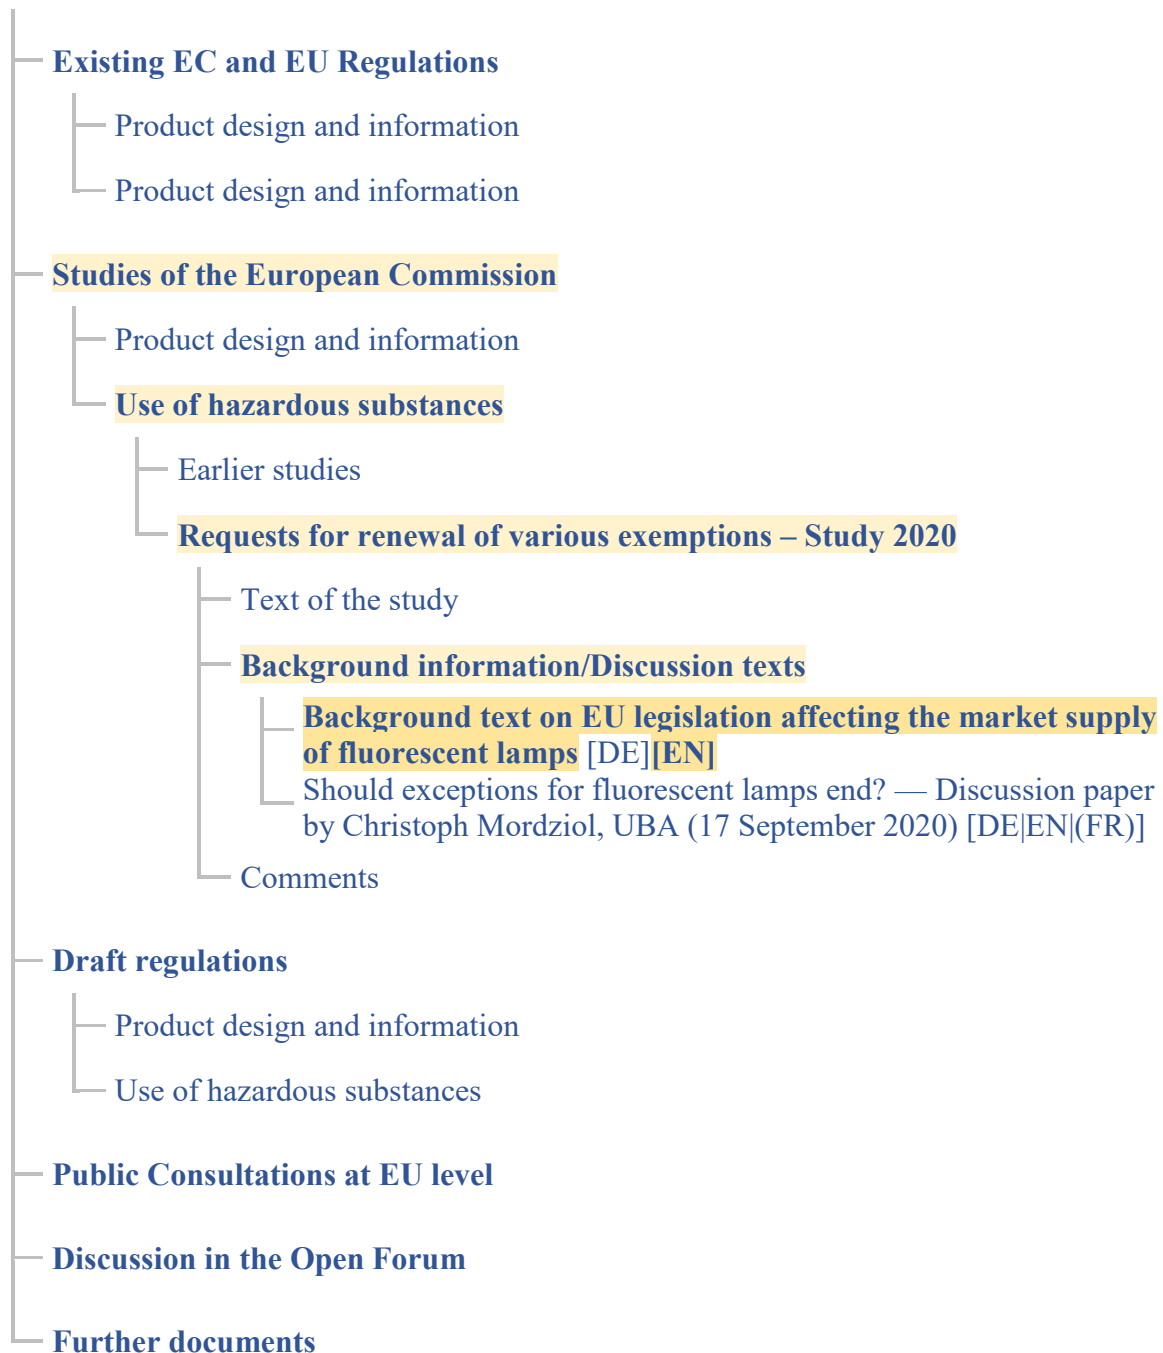 Existing EC and EU Regulations
Product design and information
Product design and information
Studies of the European Commission
Product design and information
Use of hazardous substances
Earlier studies
Requests for renewal of various exemptions – Study 2020
Text of the study
Background information/Discussion texts
Background text on EU legislation affecting the market supply
of fluorescent lamps [DE][EN]
Should exceptions for fluorescent lamps end? — Discussion paper
by Christoph Mordziol, UBA (17 September 2020) [DE|EN|(FR)]
Comments
Draft regulations
Product design and information
Use of hazardous substances
Public Consultations at EU level
Discussion in the Open Forum
Further documents